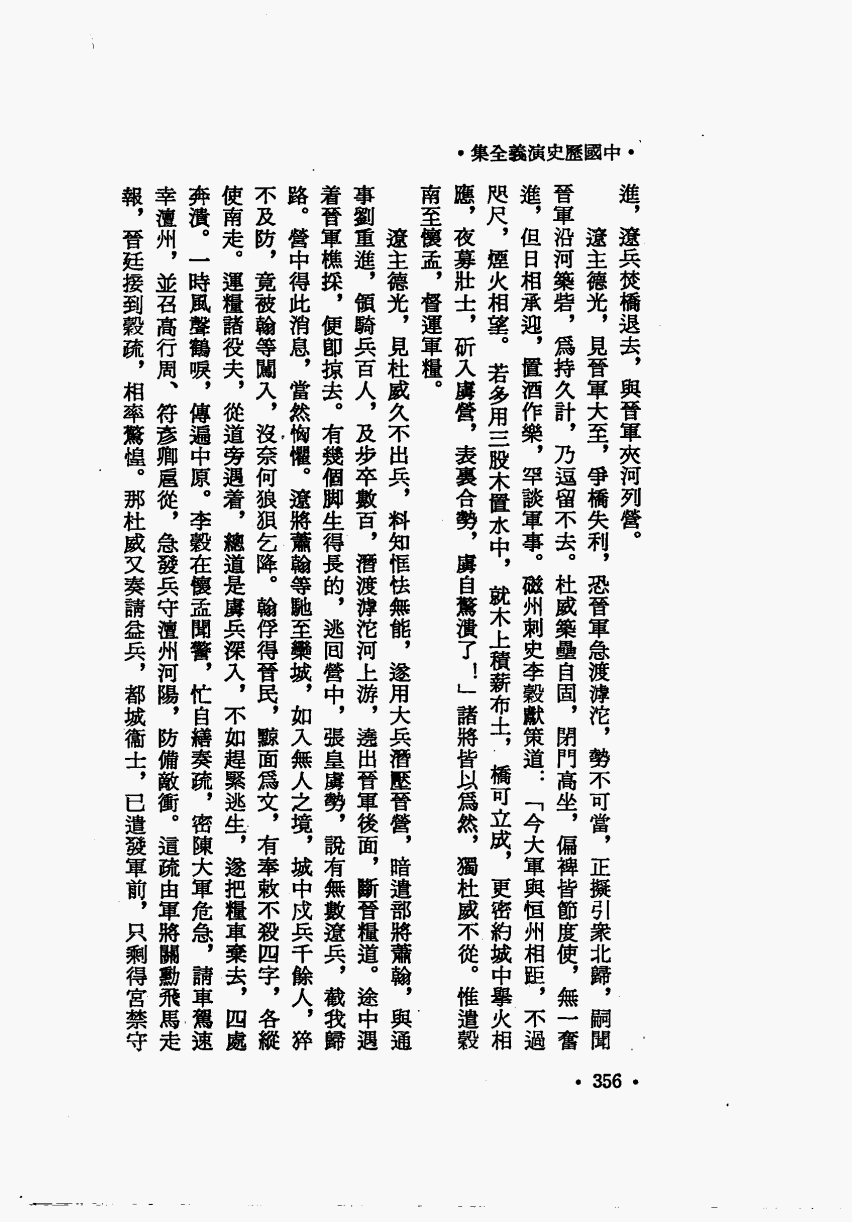 •中國歷史演義全集•
進，遼兵焚橋退去，與晉軍夾河列營。
遼主德光，見晉軍大至，爭橋失利，恐晉軍急渡滹沱，勢不可當，正擬引衆北歸，嗣聞
晉軍沿河築砦，爲持久計，乃逗留不去。杜威築壘自固，閉門高坐，偏裨皆節度使，無一奮
進，但日相承迎，置酒作樂，罕談軍事。磁州刺史李穀獻策道：「今大軍與恒州相距，不過
咫尺，煙火相望。若多用三股木置水中，就木上積薪布土，橋可立成，更密約城中舉火相
應，夜募壯士，斫入虜營，表裏合勢，虜自驚潰了！」諸將皆以爲然，獨杜威不從。惟遣穀
南至懷孟，督運軍糧。
遼主德光，見杜威久不出兵，料知恇怯無能，遂用大兵潛壓晉營，暗遣部將蕭翰，與通
事劉重進，領騎兵百人，及步卒數百，潛渡滹沱河上游，遶出晉軍後面，斷晉糧道。途中遇
着晉軍樵採，便卽掠去。有幾個脚生得長的，逃囘營中，張皇虜勢，說有無數遼兵，截我歸
路。營中得此消息，當然恟懼。遼將蕭翰等馳至欒城，如入無人之境，城中戍兵千餘人，猝
不及防，竟被翰等闖入，沒奈何狼狽乞降。翰俘得晉民，黥面爲文，有奉敕不殺四字，各縱
使南走。運糧諸役夫，從道旁遇着，總道是虜兵深入，不如趕緊逃生，遂把糧車棄去，四處
奔潰。一時風聲鶴唳，傳遍中原。李穀在懷孟聞警，忙自繕奏疏，密陳大軍危急，請車駕速
幸澶州，並召高行周、符彥卿扈從，急發兵守澶州河陽，防備敵衝。這疏由軍將關勳飛馬走
報，晉廷接到穀疏，相率驚惶。那杜威又奏請益兵，都城衞士，已遣發軍前，只剩得宮禁守
• 356 •